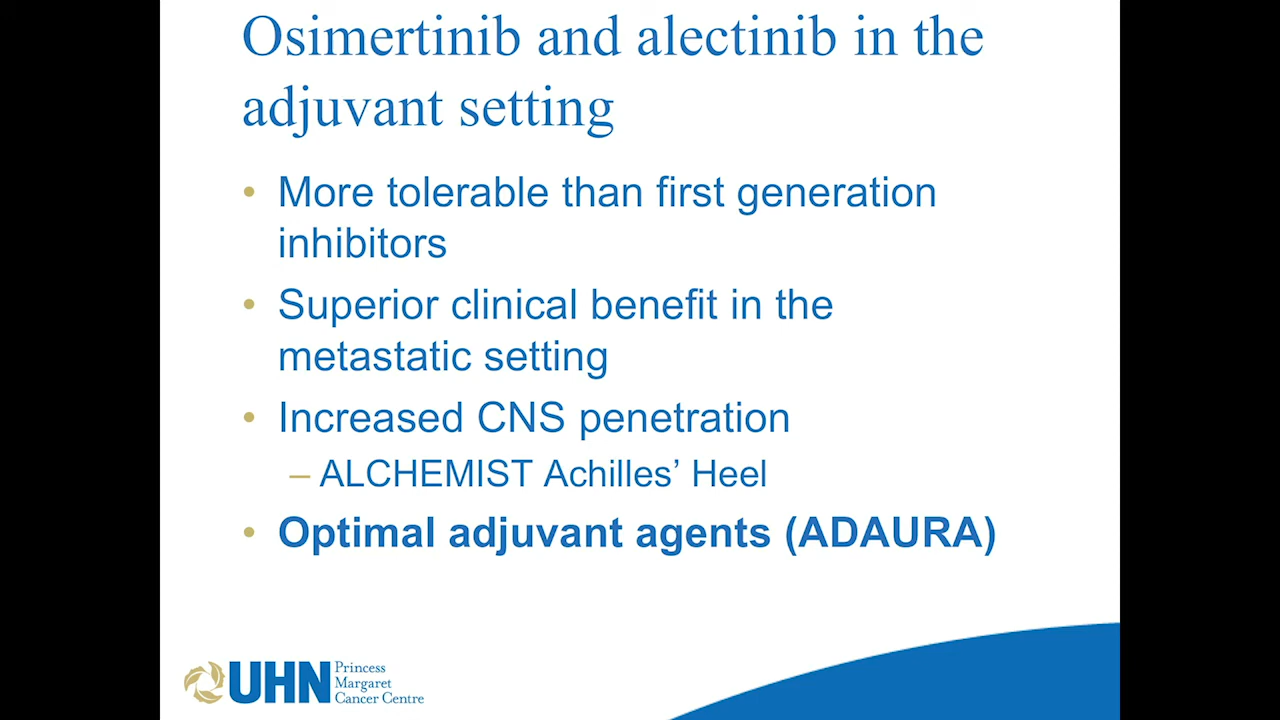 Osimertinib and alectinib in the
adjuvant setting
• More tolerable than first generation
inhibitors
• Superior clinical benefit in the
metastatic setting
• Increased CNS penetration
– ALCHEMIST Achilles’ Heel
• Optimal adjuvant agents (ADAURA)
UHN
Princess
Margaret
Cancer Centre